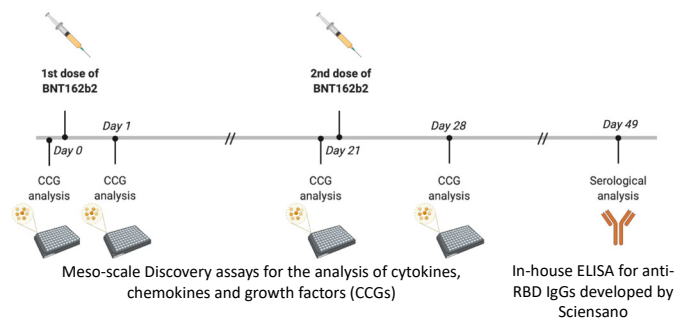 1st dose of
BNT162b2
2nd dose of
BNT162b2
Day 1
Day 28
Day 49
Day 0
Day 21
CCG
analysis
CCG
analysis
CCG
analysis
CCG
analysis
Serological
analysis
Meso-scale Discovery assays for the analysis of cytokines,
chemokines and growth factors (CCGs)
In-house ELISA for anti-
RBD IgGs developed by
Sciensano